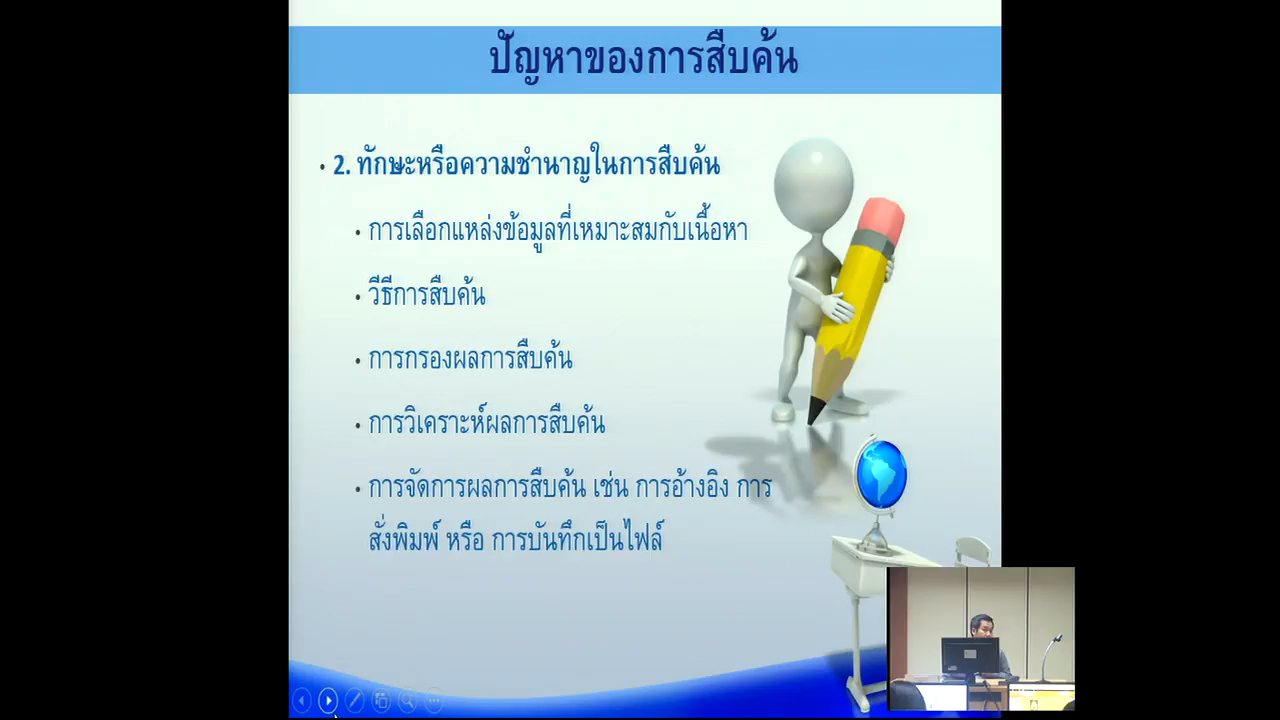 ปัญหาของการสืบค้น
• 2. ทักษะหรือความชำนาญในการสืบค้น
• การเลือกแหล่งข้อมูลที่เหมาะสมกับเนื้อหา
• วีธีการสืบค้น
• การกรองผลการสืบค้น
• การวิเคราะห์ผลการสืบค้น
• การจัดการผลการสืบค้น เช่น การอ้างอิง การ
สั่งพิมพ์ หรือ การบันทึกเป็นไฟล์